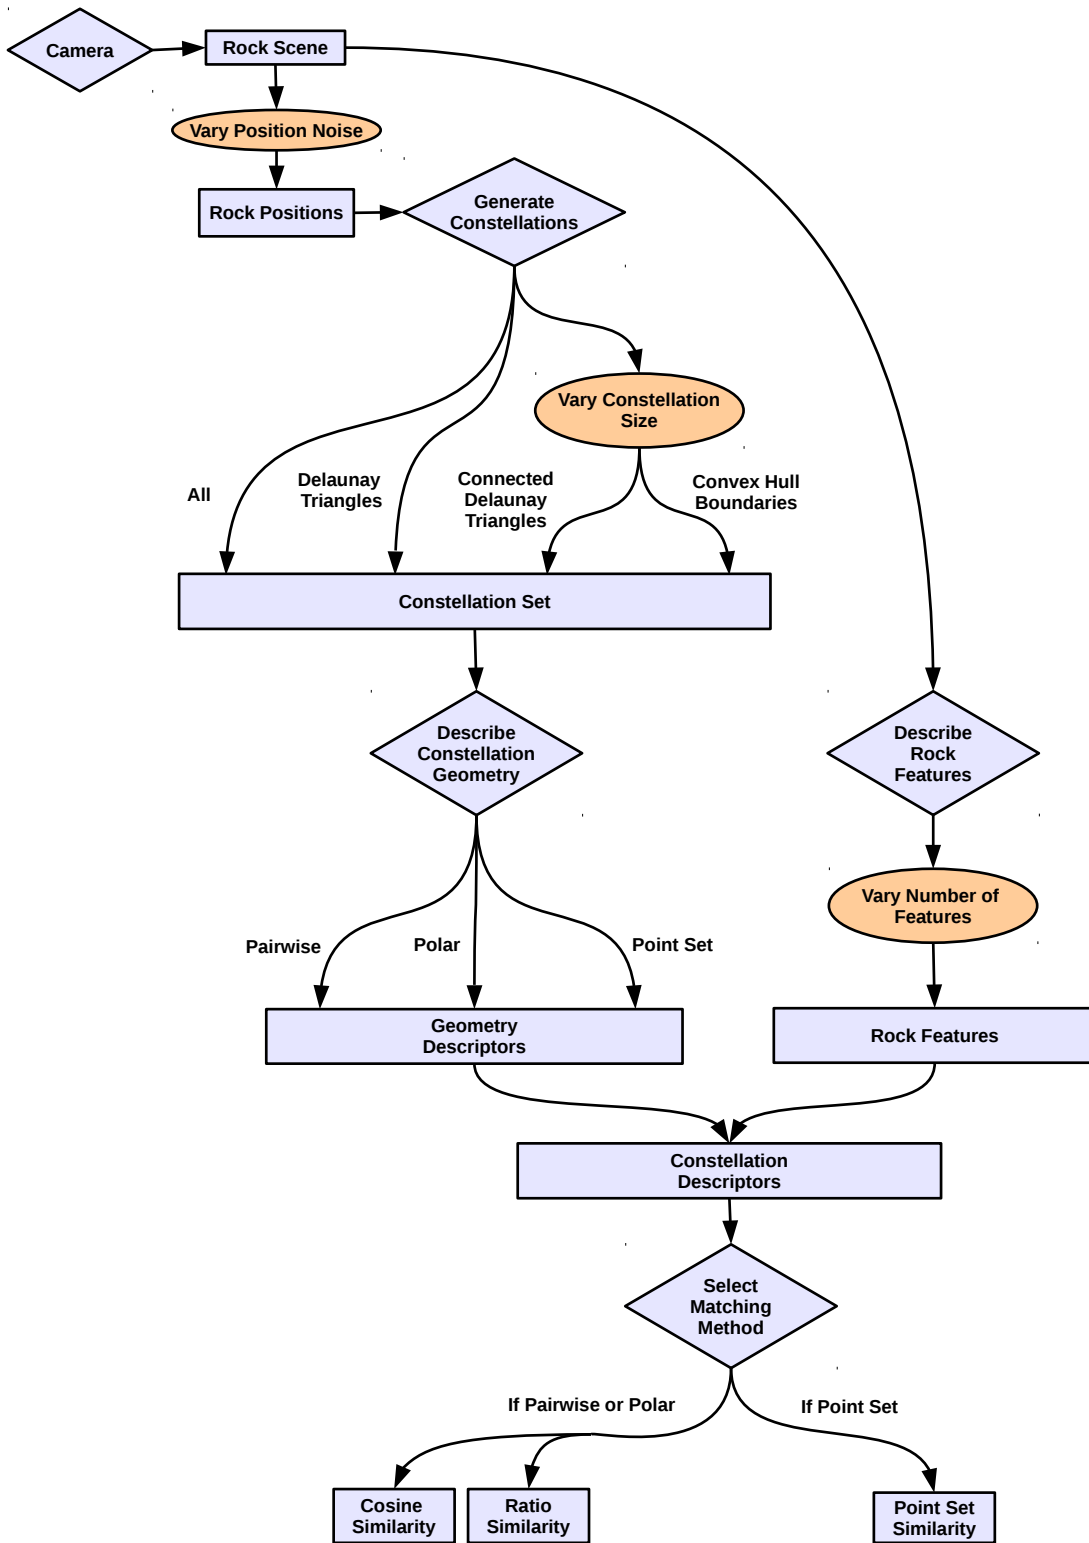 Camera
Rock Scene
Vary Position Noise
Rock Positions
Generate
Constellations
Vary Constellation
Size
All
Delaunay
Triangles
Connected
Delaunay
Triangles
Convex Hull
Boundaries
Constellation Set
Describe
Constellation
Geometry
Describe
Rock
Features
Vary Number of
Features
Pairwise
Polar
Point Set
Geometry
Descriptors
Rock Features
Constellation
Descriptors
Select
Matching
Method
If Pairwise or Polar
If Point Set
Cosine
Similarity
Ratio
Similarity
Point Set
Similarity